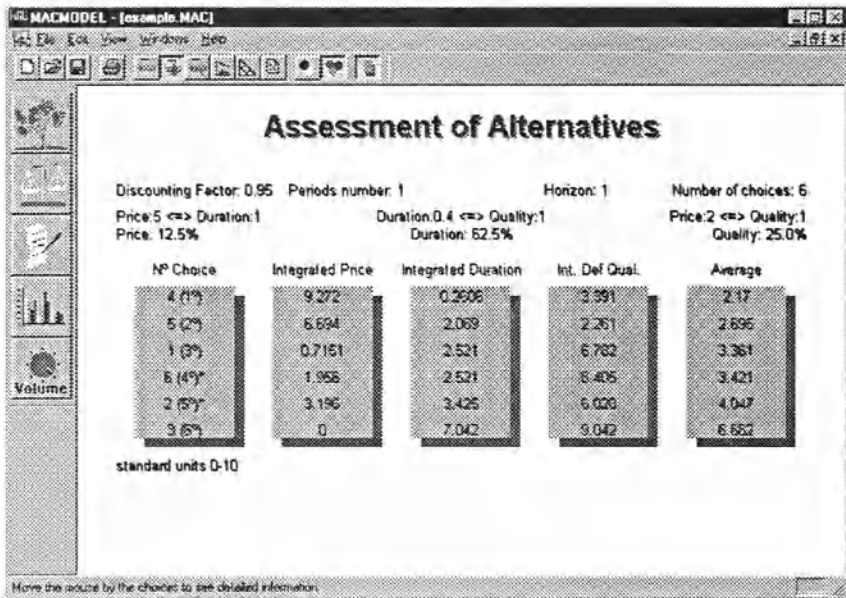 MACMODEL - [example.MAC]
File Edit View Windows Help
Assessment of Alternatives
Discounting Factor: 0.95 Periods number: 1 Horizon: 1 Number of choices: 6
Price:5 <=> Duration:1 Duration:0.4 <=> Quality:1 Price:2 <=> Quality:1
Price: 12.5% Duration: 62.5% Quality: 25.0%
Nº Choice Integrated Price Integrated Duration Int. Def Qual. Average
4 (1º) 9.272 0.2606 3.391 2.17
5 (2º) 6.694 2.069 2.261 2.695
1 (3º) 0.7151 2.521 6.782 3.361
6 (4º)* 1.956 2.521 6.405 3.421
2 (5º)* 3.196 3.425 6.028 4.047
3 (6º) 0 7.042 9.042 6.662
standard units 0-10
Volume
Move the mouse by the choices to see detailed information